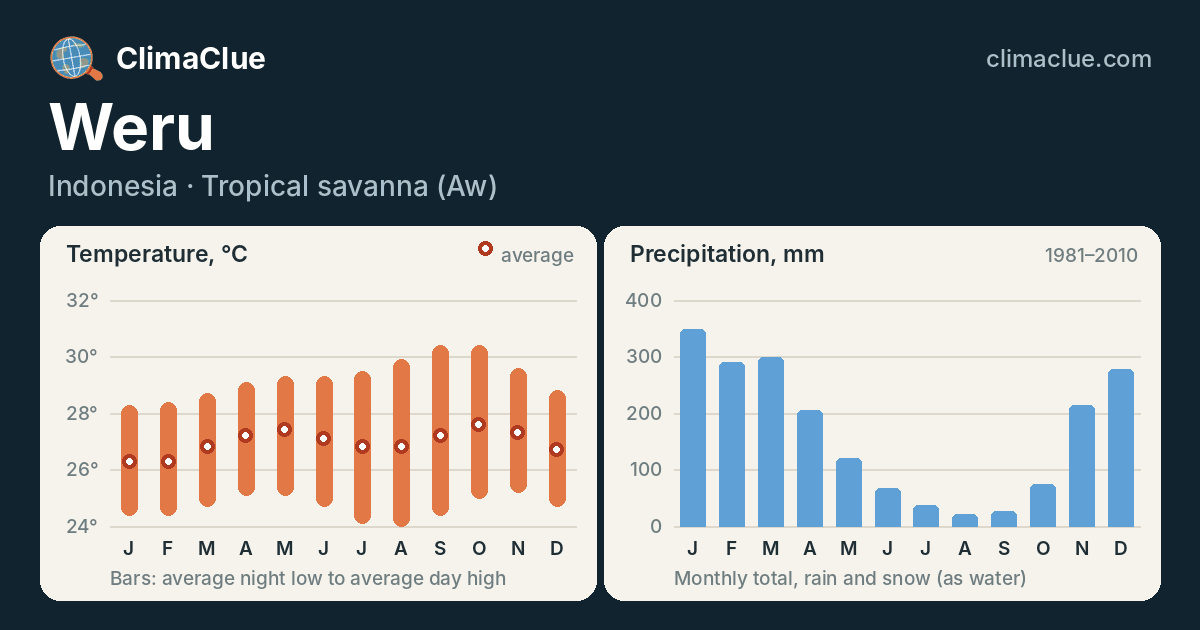 ClimaClue
climaclue.com
Weru
Indonesia · Tropical savanna (Aw)
Temperature, °C
average
32°
30°
28°
26°
24°
J F M A M J J A S O N D
Bars: average night low to average day high
Precipitation, mm
1981–2010
400
300
200
100
0
J F M A M J J A S O N D
Monthly total, rain and snow (as water)